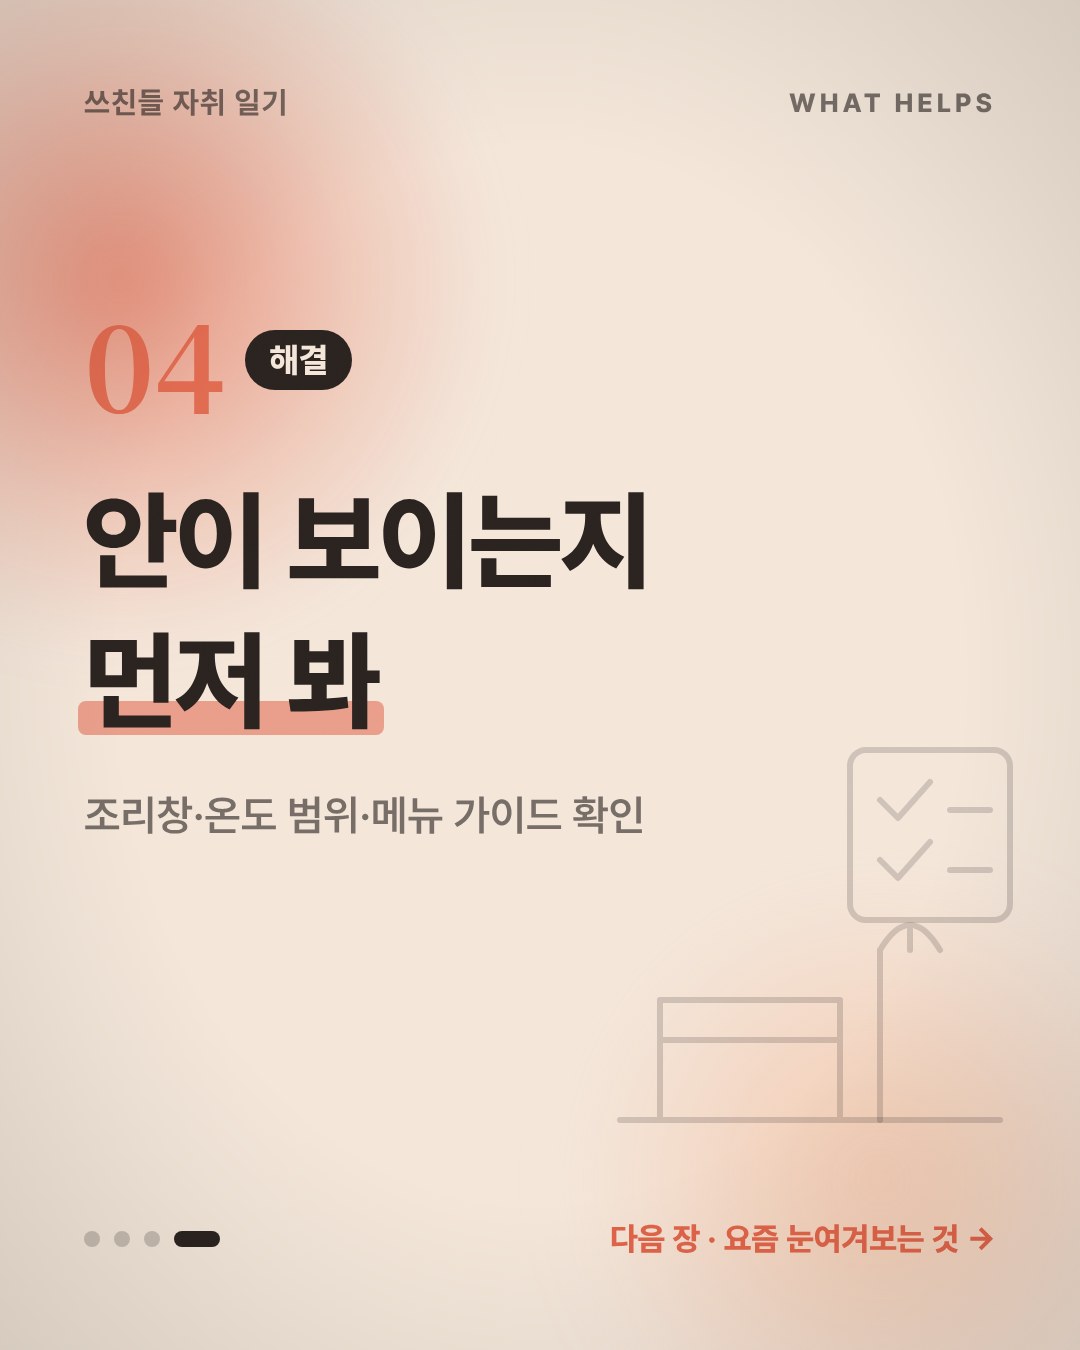 쓰친들 자취 일기
WHAT HELPS
04 해결
안이 보이는지
먼저 봐
조리창·온도 범위·메뉴 가이드 확인
다음 장 · 요즘 눈여겨보는 것 →